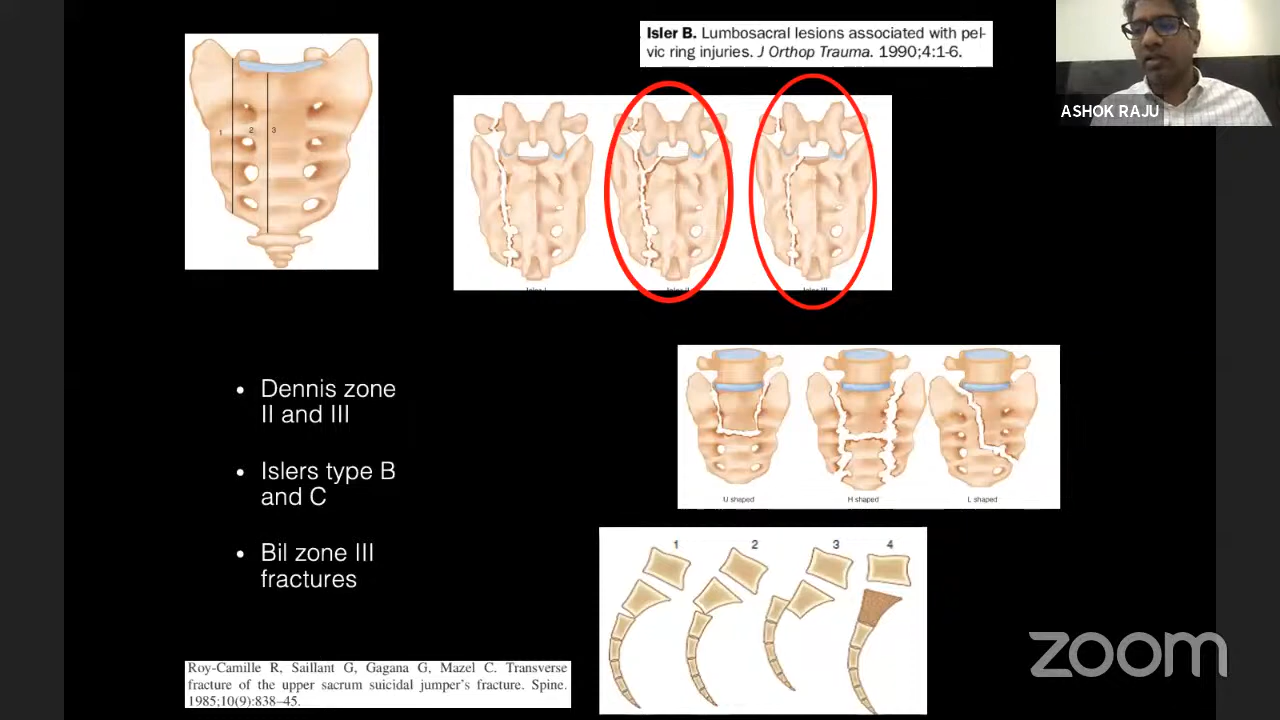 Isler B. Lumbosacral lesions associated with pel-
vic ring injuries. J Orthop Trauma. 1990;4:1-6.
ASHOK RAJU
1 2 3
• Dennis zone
II and III
• Islers type B
and C
• Bil zone III
fractures
U shaped
H shaped
L shaped
1 2 3 4
Roy-Camille R, Saillant G, Gagana G, Mazel C. Transverse
fracture of the upper sacrum suicidal jumper's fracture. Spine.
1985;10(9):838–45.
zoom